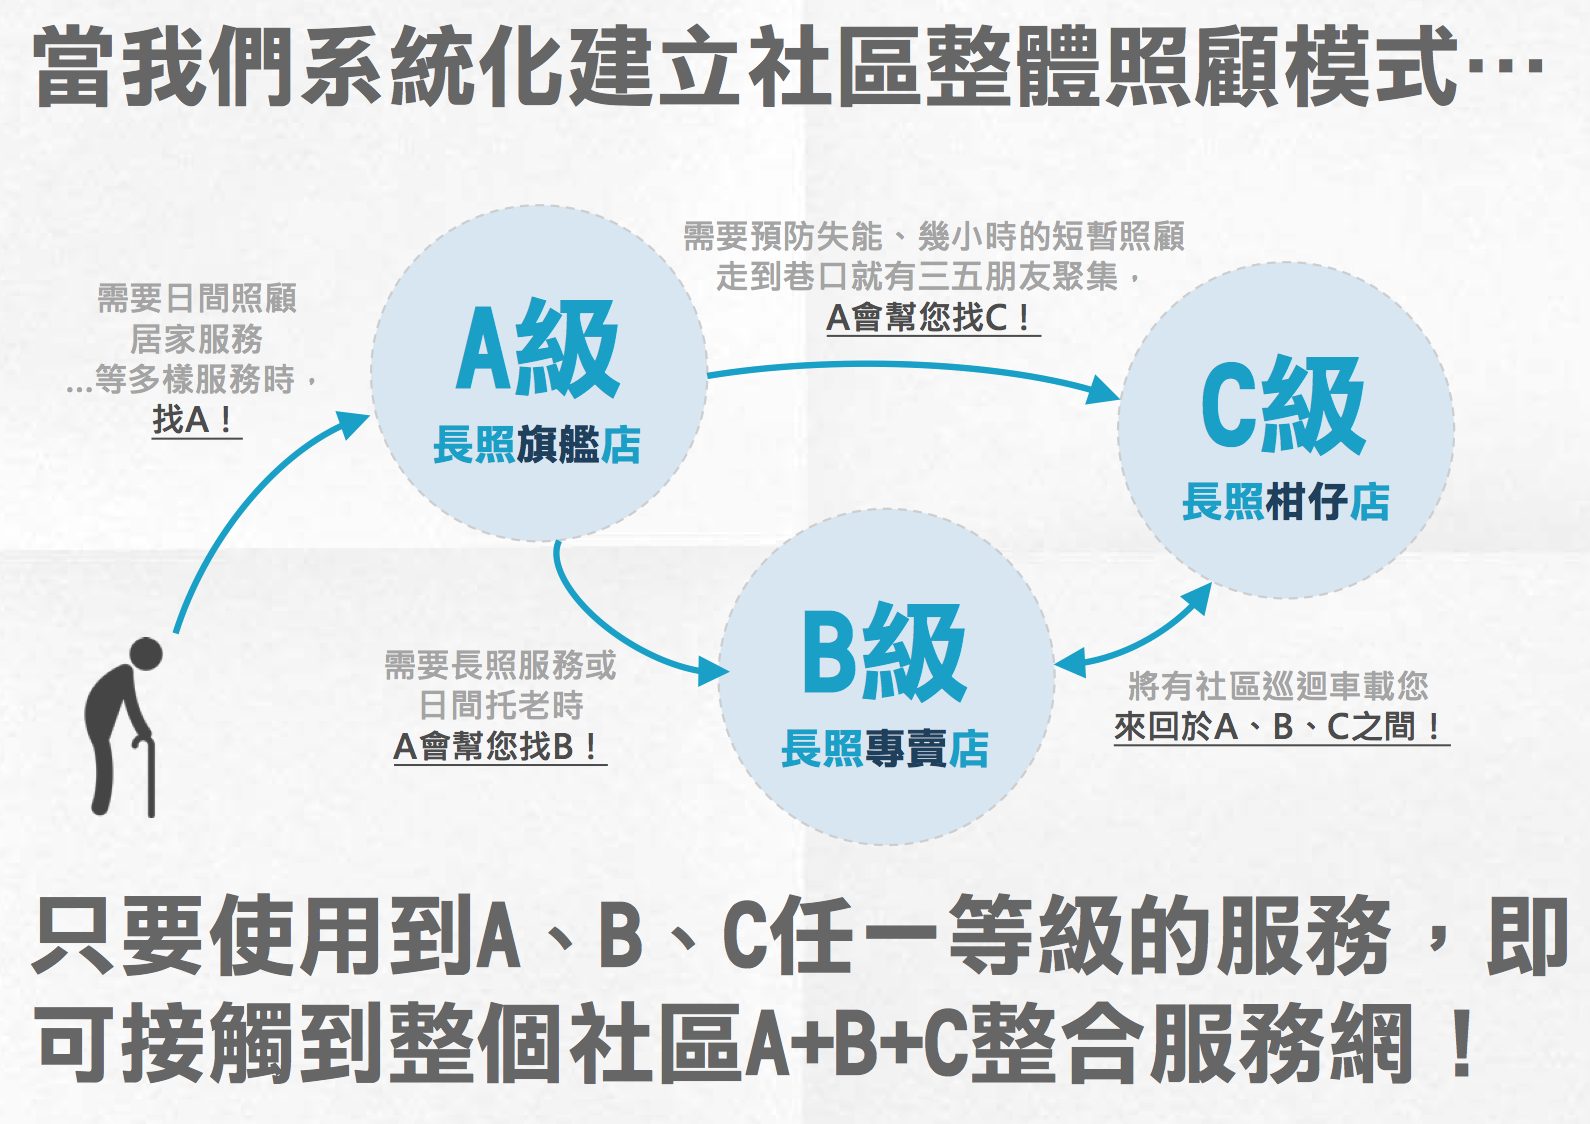 當我們系統化建立社區整體照顧模式…
需要日間照顧
居家服務
...等多樣服務時，
找A！
A級
長照旗艦店
需要預防失能、幾小時的短暫照顧
走到巷口就有三五朋友聚集，
A會幫您找C！
C級
長照柑仔店
需要長照服務或
日間托老時
A會幫您找B！
B級
長照專賣店
將有社區巡迴車載您
來回於A、B、C之間！
只要使用到A、B、C任一等級的服務，即
可接觸到整個社區A+B+C整合服務網！